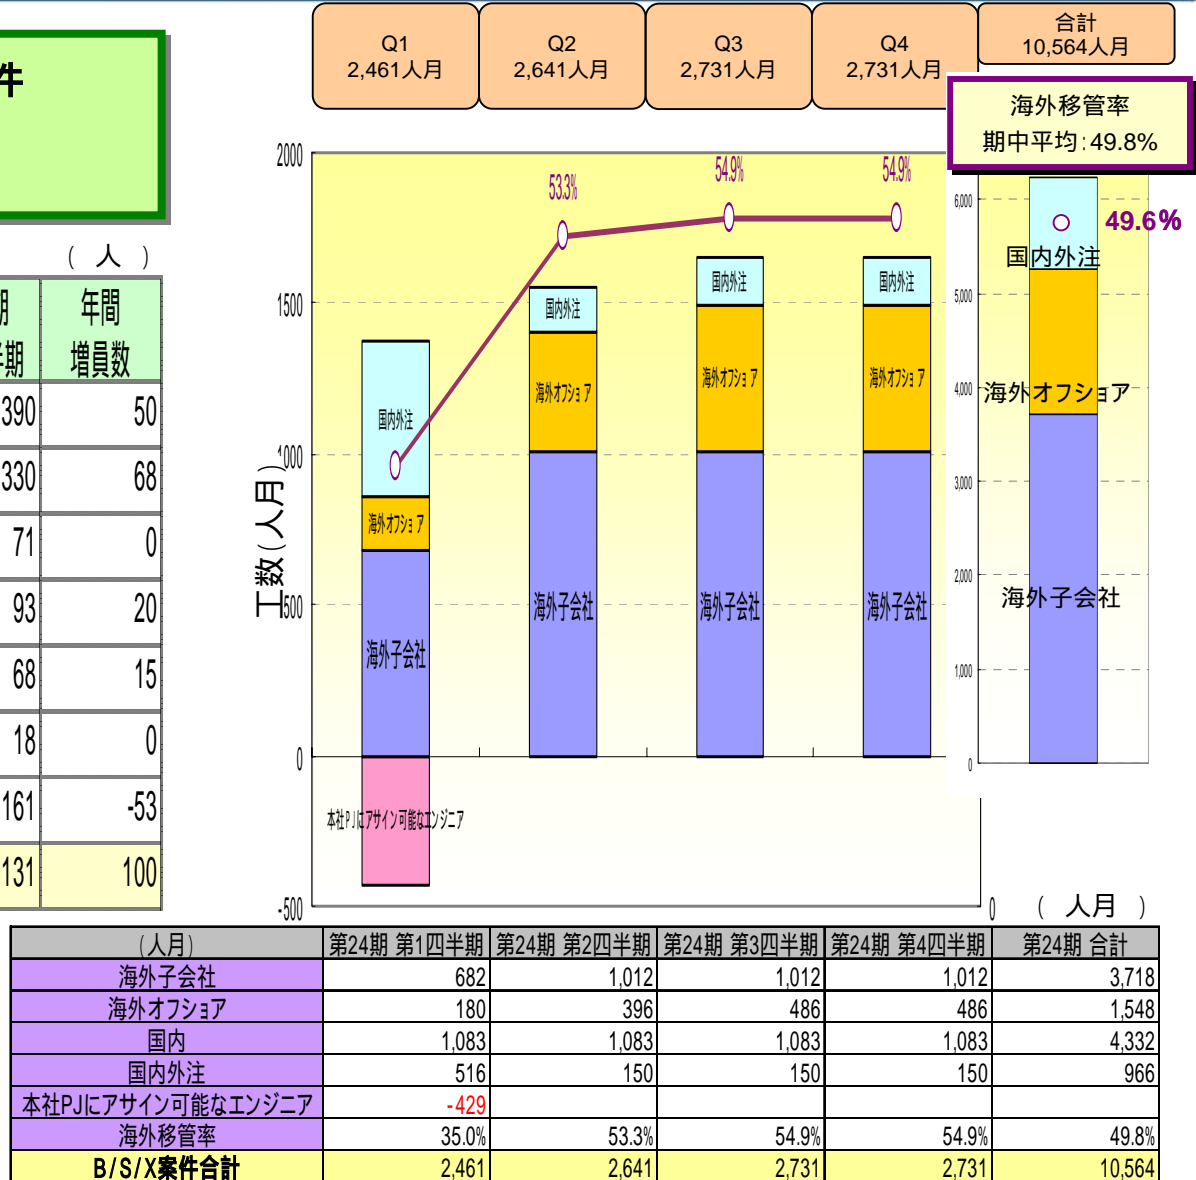 Q1
2,461人月
Q2
2,641人月
Q3
2,731人月
Q4
2,731人月
合計
10,564人月
件
海外移管率
期中平均:49.8%
( 人 )
期 年間
半期 増員数
390 50
330 68
71 0
93 20
68 15
18 0
161 -53
131 100
工数(人月)
2000
1500
1000
500
0
-500
53.3%
54.9%
54.9%
国内外注
海外オフショア
海外子会社
本社PJにアサイン可能なエンジニア
国内外注
海外オフショア
海外子会社
国内外注
海外オフショア
海外子会社
国内外注
海外オフショア
海外子会社
6,000
5,000
4,000
3,000
2,000
1,000
0
49.6%
国内外注
海外オフショア
海外子会社
0
( 人月 )
(人月) 第24期 第1四半期 第24期 第2四半期 第24期 第3四半期 第24期 第4四半期 第24期 合計
海外子会社 682 1,012 1,012 1,012 3,718
海外オフショア 180 396 486 486 1,548
国内 1,083 1,083 1,083 1,083 4,332
国内外注 516 150 150 150 966
本社PJにアサイン可能なエンジニア -429
海外移管率 35.0% 53.3% 54.9% 54.9% 49.8%
B/S/X案件合計 2,461 2,641 2,731 2,731 10,564